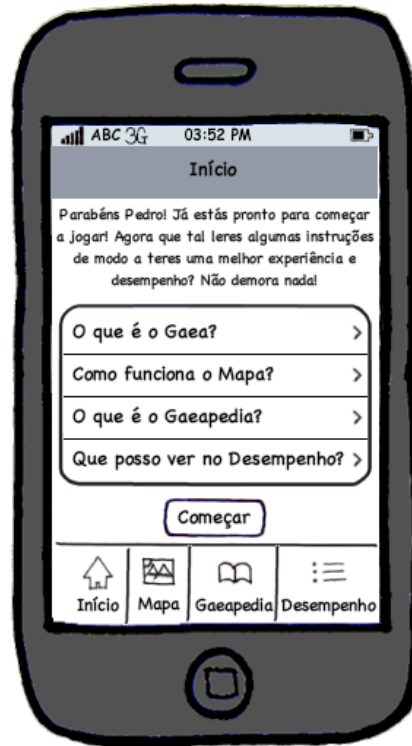 ABC 3G 03:52 PM
Início
Parabéns Pedro! Já estás pronto para começar
a jogar! Agora que tal leres algumas instruções
de modo a teres uma melhor experiência e
desempenho? Não demora nada!
O que é o Gaea?
Como funciona o Mapa?
O que é o Gaeapedia?
Que posso ver no Desempenho?
Começar
Início Mapa Gaeapedia Desempenho